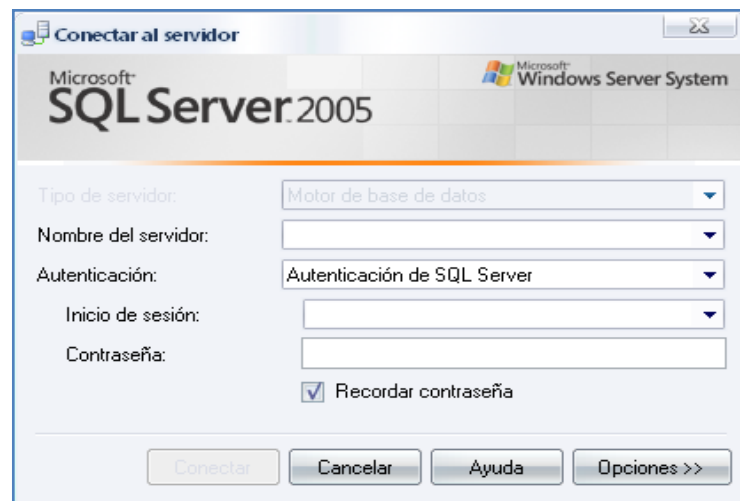 Conectar al servidor
Microsoft
SQL Server 2005
Microsoft
Windows Server System
Tipo de servidor: Motor de base de datos
Nombre del servidor:
Autenticación: Autenticación de SQL Server
Inicio de sesión:
Contraseña:
Recordar contraseña
Conectar Cancelar Ayuda Opciones >>